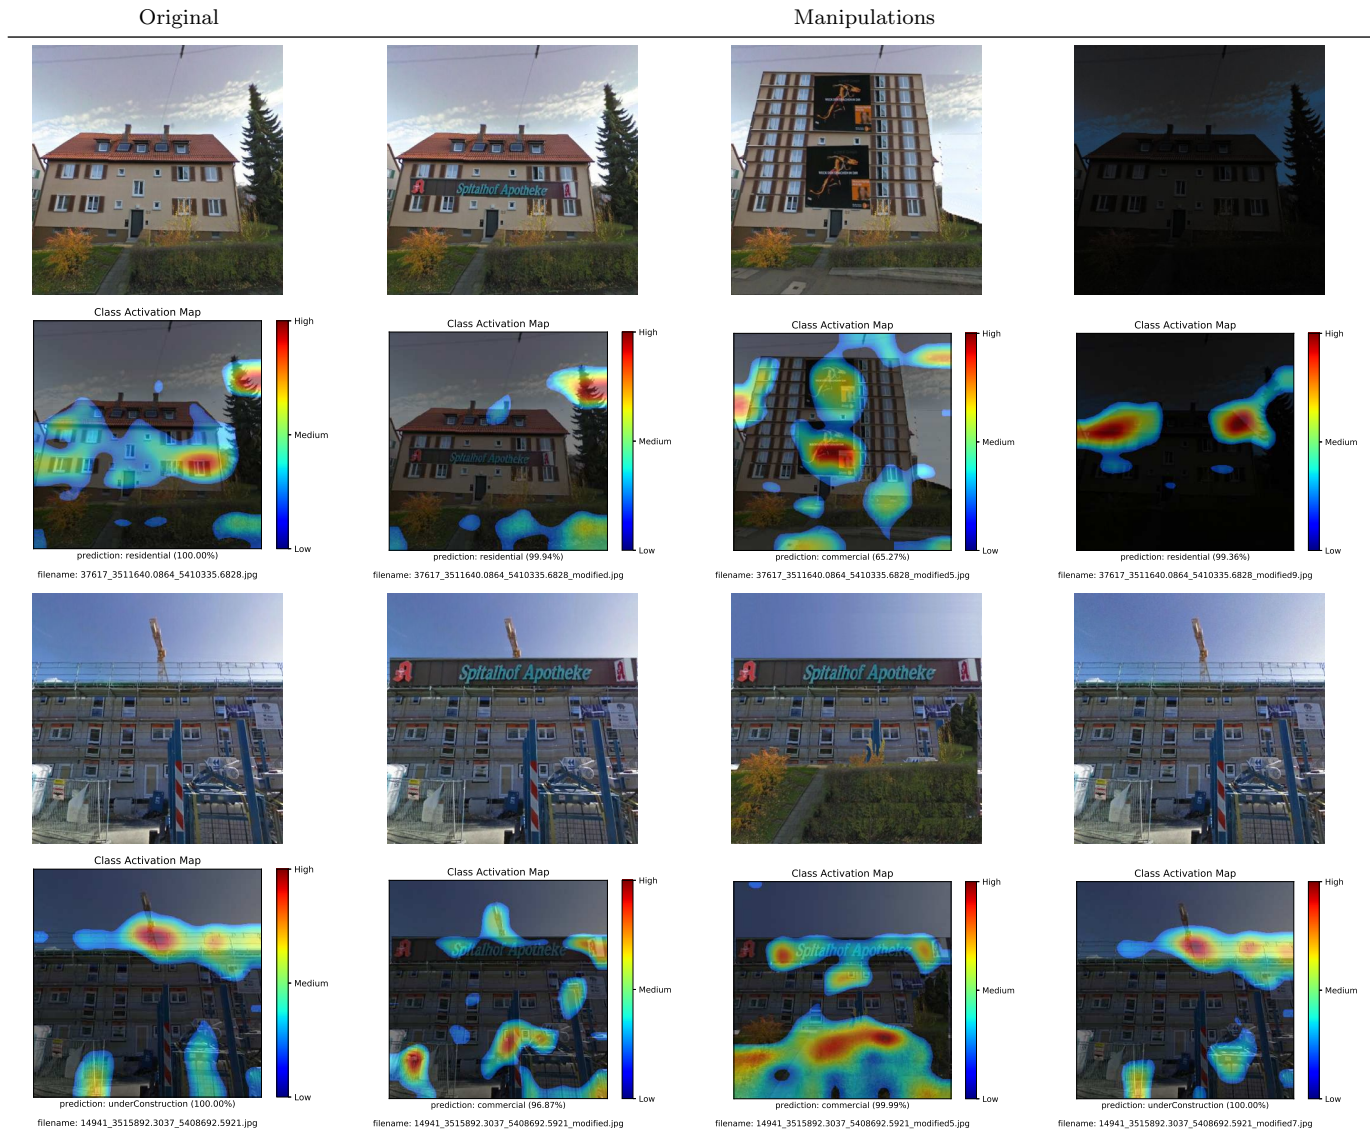 Original
Manipulations
Spitalhof Apotheke
Class Activation Map
High
Medium
Low
prediction: residential (100.00%)
filename: 37617_3511640.0864_5410335.6828.jpg
Class Activation Map
Spitalhof Apotheke
High
Medium
Low
prediction: residential (99.94%)
filename: 37617_3511640.0864_5410335.6828_modified.jpg
Class Activation Map
High
Medium
Low
prediction: commercial (65.27%)
filename: 37617_3511640.0864_5410335.6828_modified5.jpg
Class Activation Map
High
Medium
Low
prediction: residential (99.36%)
filename: 37617_3511640.0864_5410335.6828_modified9.jpg
Spitalhof Apotheke
Spitalhof Apotheke
Class Activation Map
High
Medium
Low
prediction: underConstruction (100.00%)
filename: 14941_3515892.3037_5408692.5921.jpg
Class Activation Map
Spitalhof Apotheke
High
Medium
Low
prediction: commercial (96.87%)
filename: 14941_3515892.3037_5408692.5921_modified.jpg
Class Activation Map
Spitalhof Apotheke
High
Medium
Low
prediction: commercial (99.99%)
filename: 14941_3515892.3037_5408692.5921_modified5.jpg
Class Activation Map
High
Medium
Low
prediction: underConstruction (100.00%)
filename: 14941_3515892.3037_5408692.5921_modified7.jpg